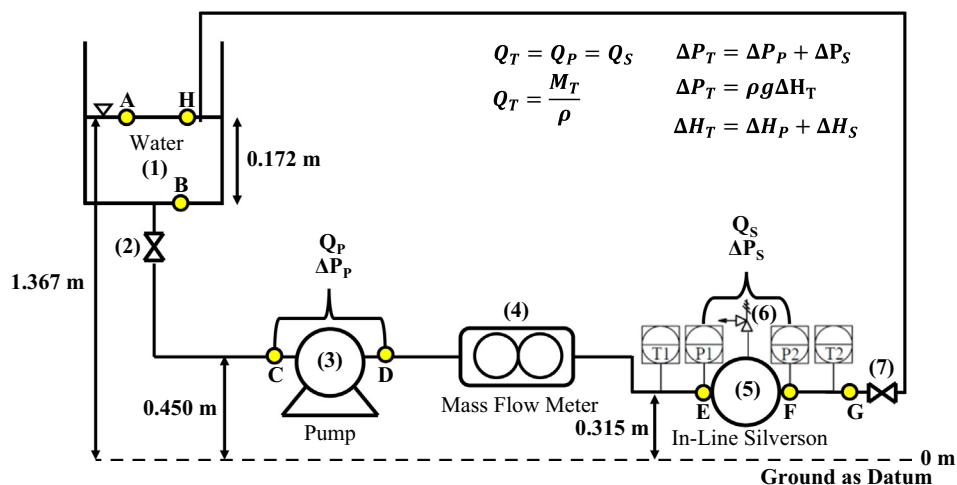 Q_T = Q_P = Q_S
ΔP_T = ΔP_P + ΔP_S
Q_T = M_T / ρ
ΔP_T = ρgΔH_T
ΔH_T = ΔH_P + ΔH_S
A
H
Water
(1)
0.172 m
B
(2)
1.367 m
Q_P
ΔP_P
(3)
C
D
Pump
0.450 m
(4)
Mass Flow Meter
Q_S
ΔP_S
(6)
T1
P1
P2
T2
(7)
(5)
E
F
G
0.315 m
In-Line Silverson
0 m
Ground as Datum